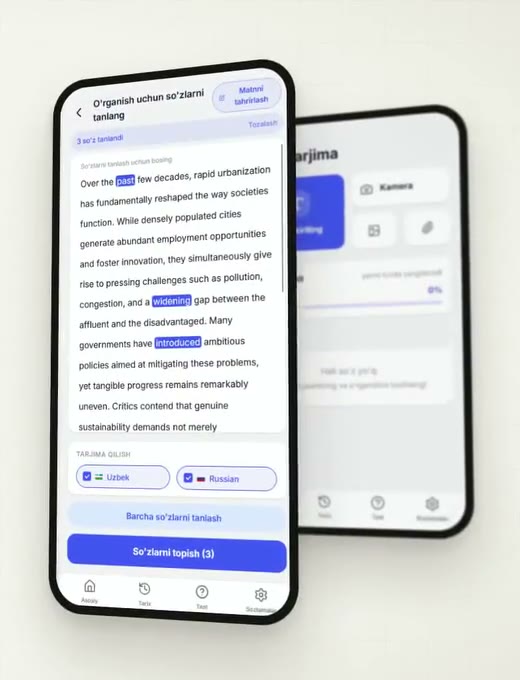 O'rganish uchun so'zlarni
tanlang
Matnni
tahrirlash
3 so'z tanlandi
Tozalash
So'zlarni tanlash uchun bosing
Over the past few decades, rapid urbanization
has fundamentally reshaped the way societies
function. While densely populated cities
generate abundant employment opportunities
and foster innovation, they simultaneously give
rise to pressing challenges such as pollution,
congestion, and a widening gap between the
affluent and the disadvantaged. Many
governments have introduced ambitious
policies aimed at mitigating these problems,
yet tangible progress remains remarkably
uneven. Critics contend that genuine
sustainability demands not merely
TARJIMA QILISH
Uzbek
Russian
Barcha so'zlarni tanlash
So'zlarni topish (3)
Asosiy
Tarix
Test
Sozlamalar
arjima
Kamera
0%
Hali so'z yo'q